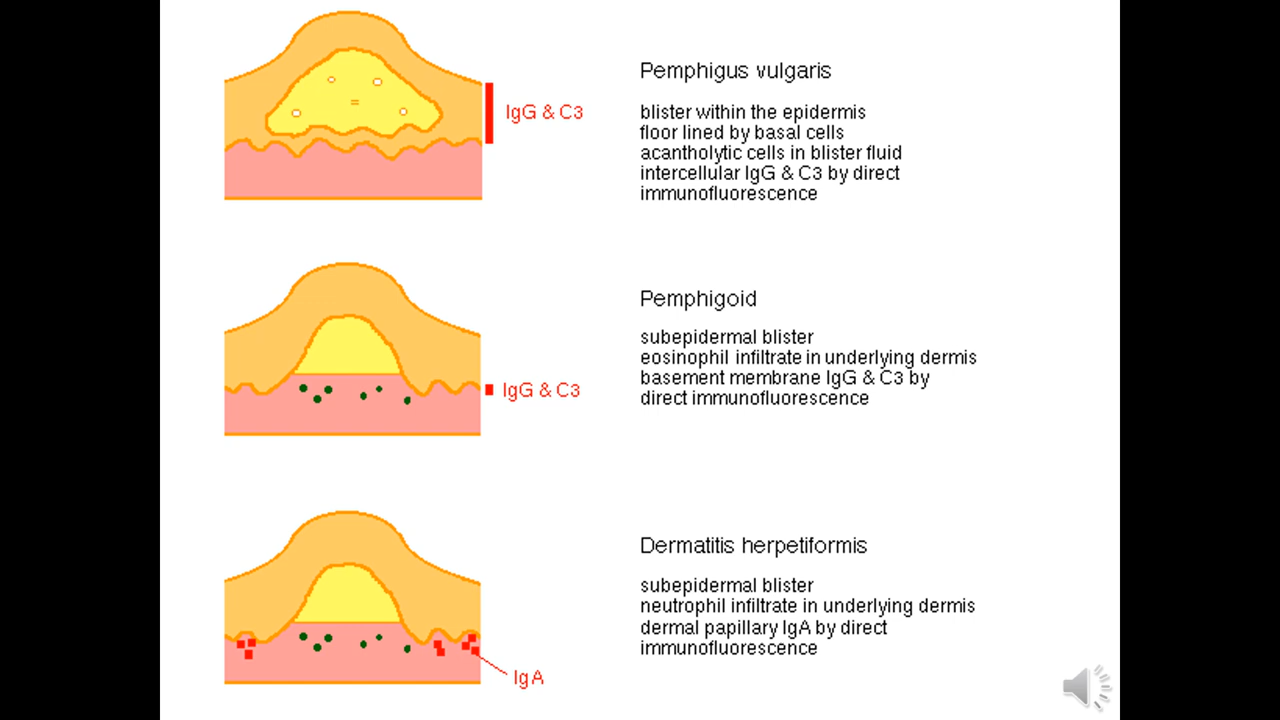 IgG & C3
Pemphigus vulgaris
blister within the epidermis
floor lined by basal cells
acantholytic cells in blister fluid
intercellular IgG & C3 by direct
immunofluorescence
IgG & C3
Pemphigoid
subepidermal blister
eosinophil infiltrate in underlying dermis
basement membrane IgG & C3 by
direct immunofluorescence
IgA
Dermatitis herpetiformis
subepidermal blister
neutrophil infiltrate in underlying dermis
dermal papillary IgA by direct
immunofluorescence